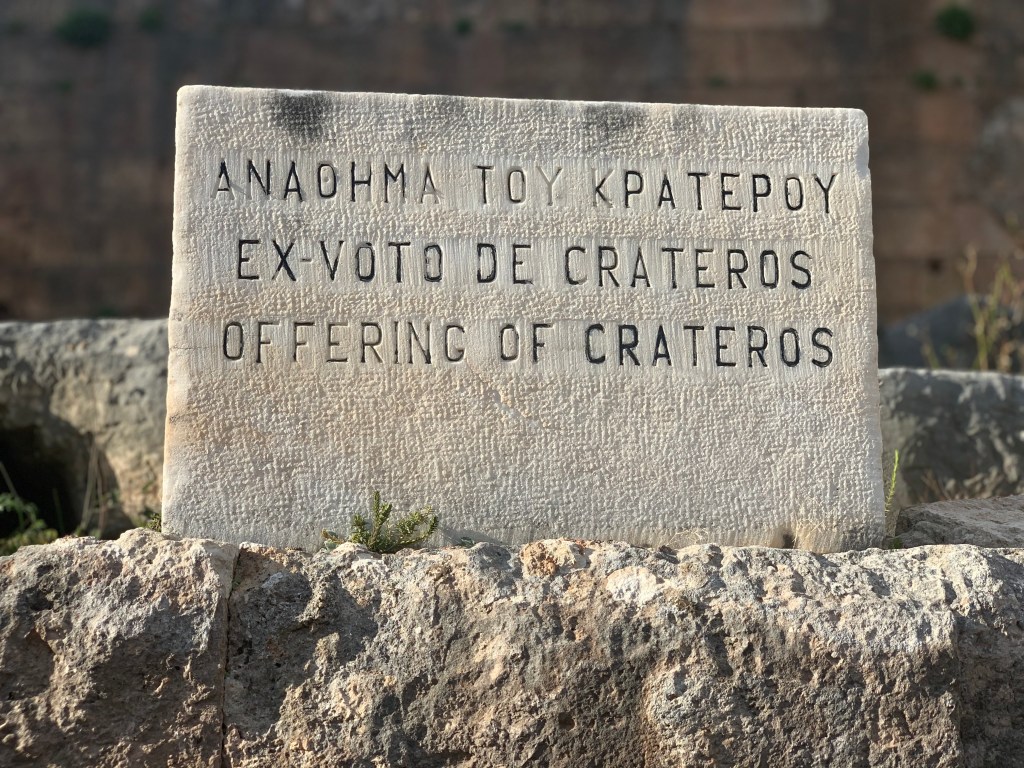 ΑΝΑΘΗΜΑ ΤΟΥ ΚΡΑΤΕΡΟΥ
EX-VOTO DE CRATEROS
OFFERING OF CRATEROS